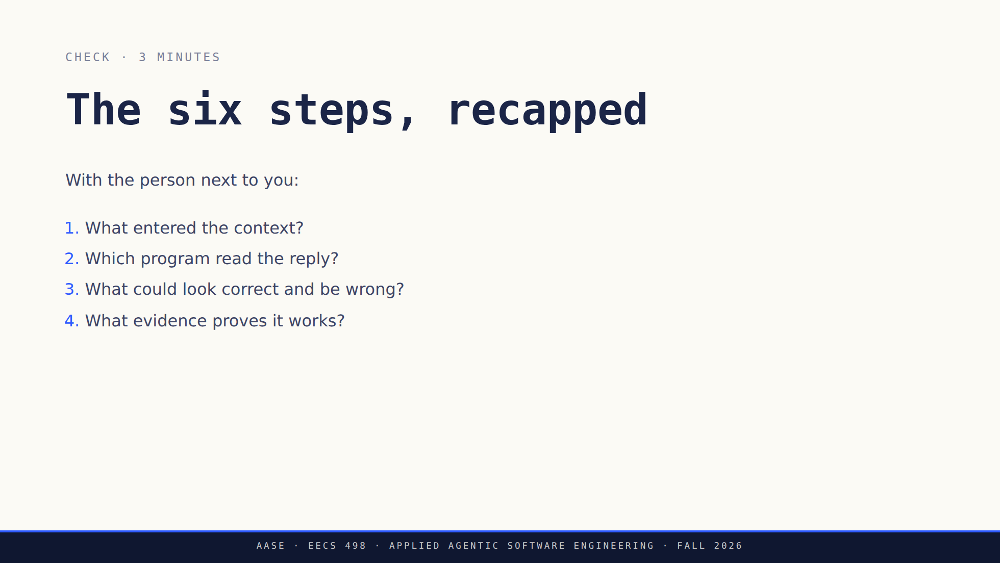 CHECK · 3 MINUTES
The six steps, recapped
With the person next to you:
1. What entered the context?
2. Which program read the reply?
3. What could look correct and be wrong?
4. What evidence proves it works?
AASE · EECS 498 · APPLIED AGENTIC SOFTWARE ENGINEERING · FALL 2026